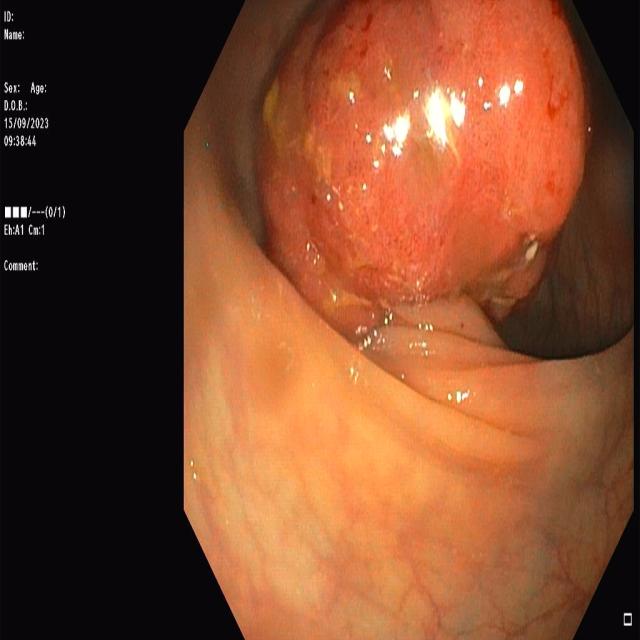 ID:
Name:
Sex: Age:
D.O.B.:
15/09/2023
09:38:44
■■■/---(0/1)
Eh:A1 Cm:1
Comment: